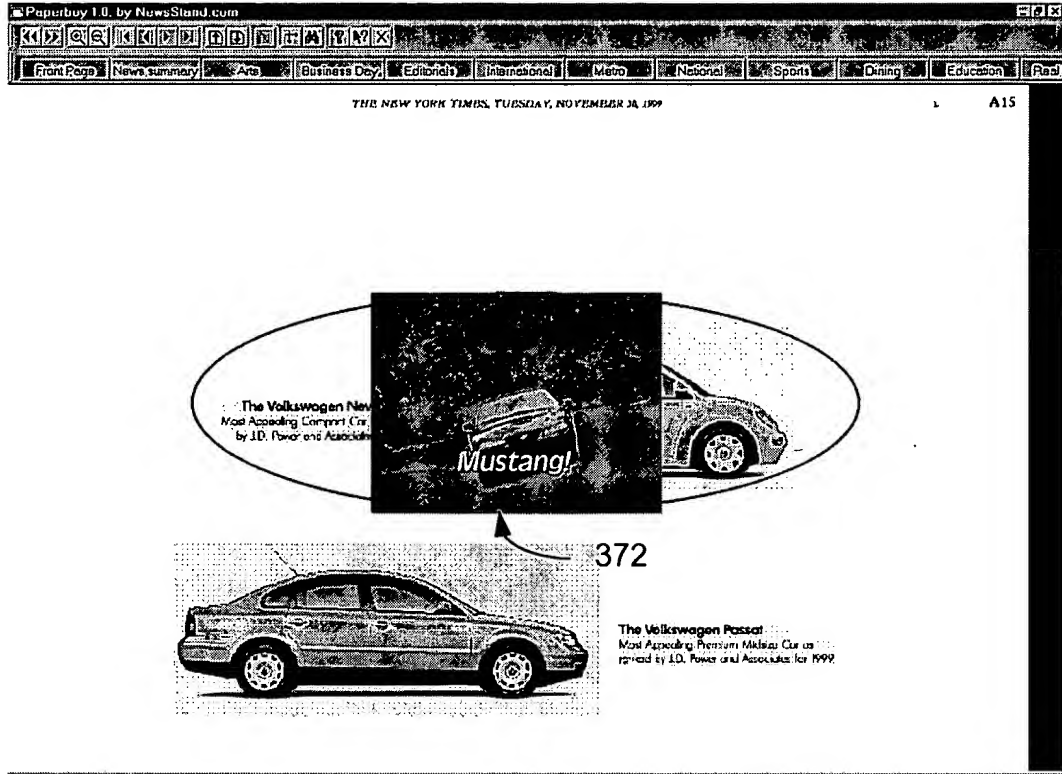 Paperboy 1.0, by NewsStand.com
Front Page News summary Arts Business Day Editorials International Metro National Sports Dining Education Real
THE NEW YORK TIMES, TUESDAY, NOVEMBER 30, 1999 L A15
The Volkswagen New
Most Appealing Compact Car
by J.D. Power and Associates
Mustang!
372
The Volkswagen Passat
Most Appealing Premium Midsize Car as
ranked by J.D. Power and Associates for 1999.